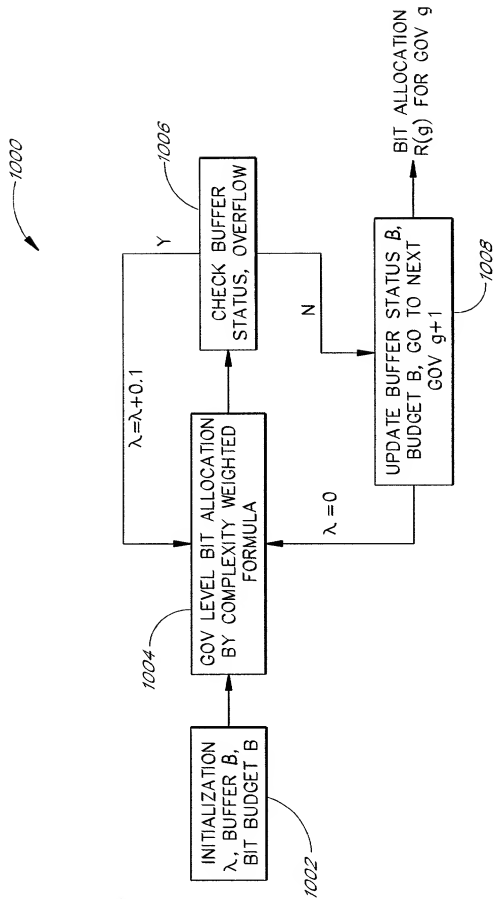 1000
INITIALIZATION
λ, BUFFER B,
BIT BUDGET B
1002
GOV LEVEL BIT ALLOCATION
BY COMPLEXITY WEIGHTED
FORMULA
1004
λ=λ+0.1
Y
CHECK BUFFER
STATUS, OVERFLOW
1006
N
λ=0
UPDATE BUFFER STATUS B,
BUDGET B, GO TO NEXT
GOV g+1
1008
BIT ALLOCATION
R(g) FOR GOV g